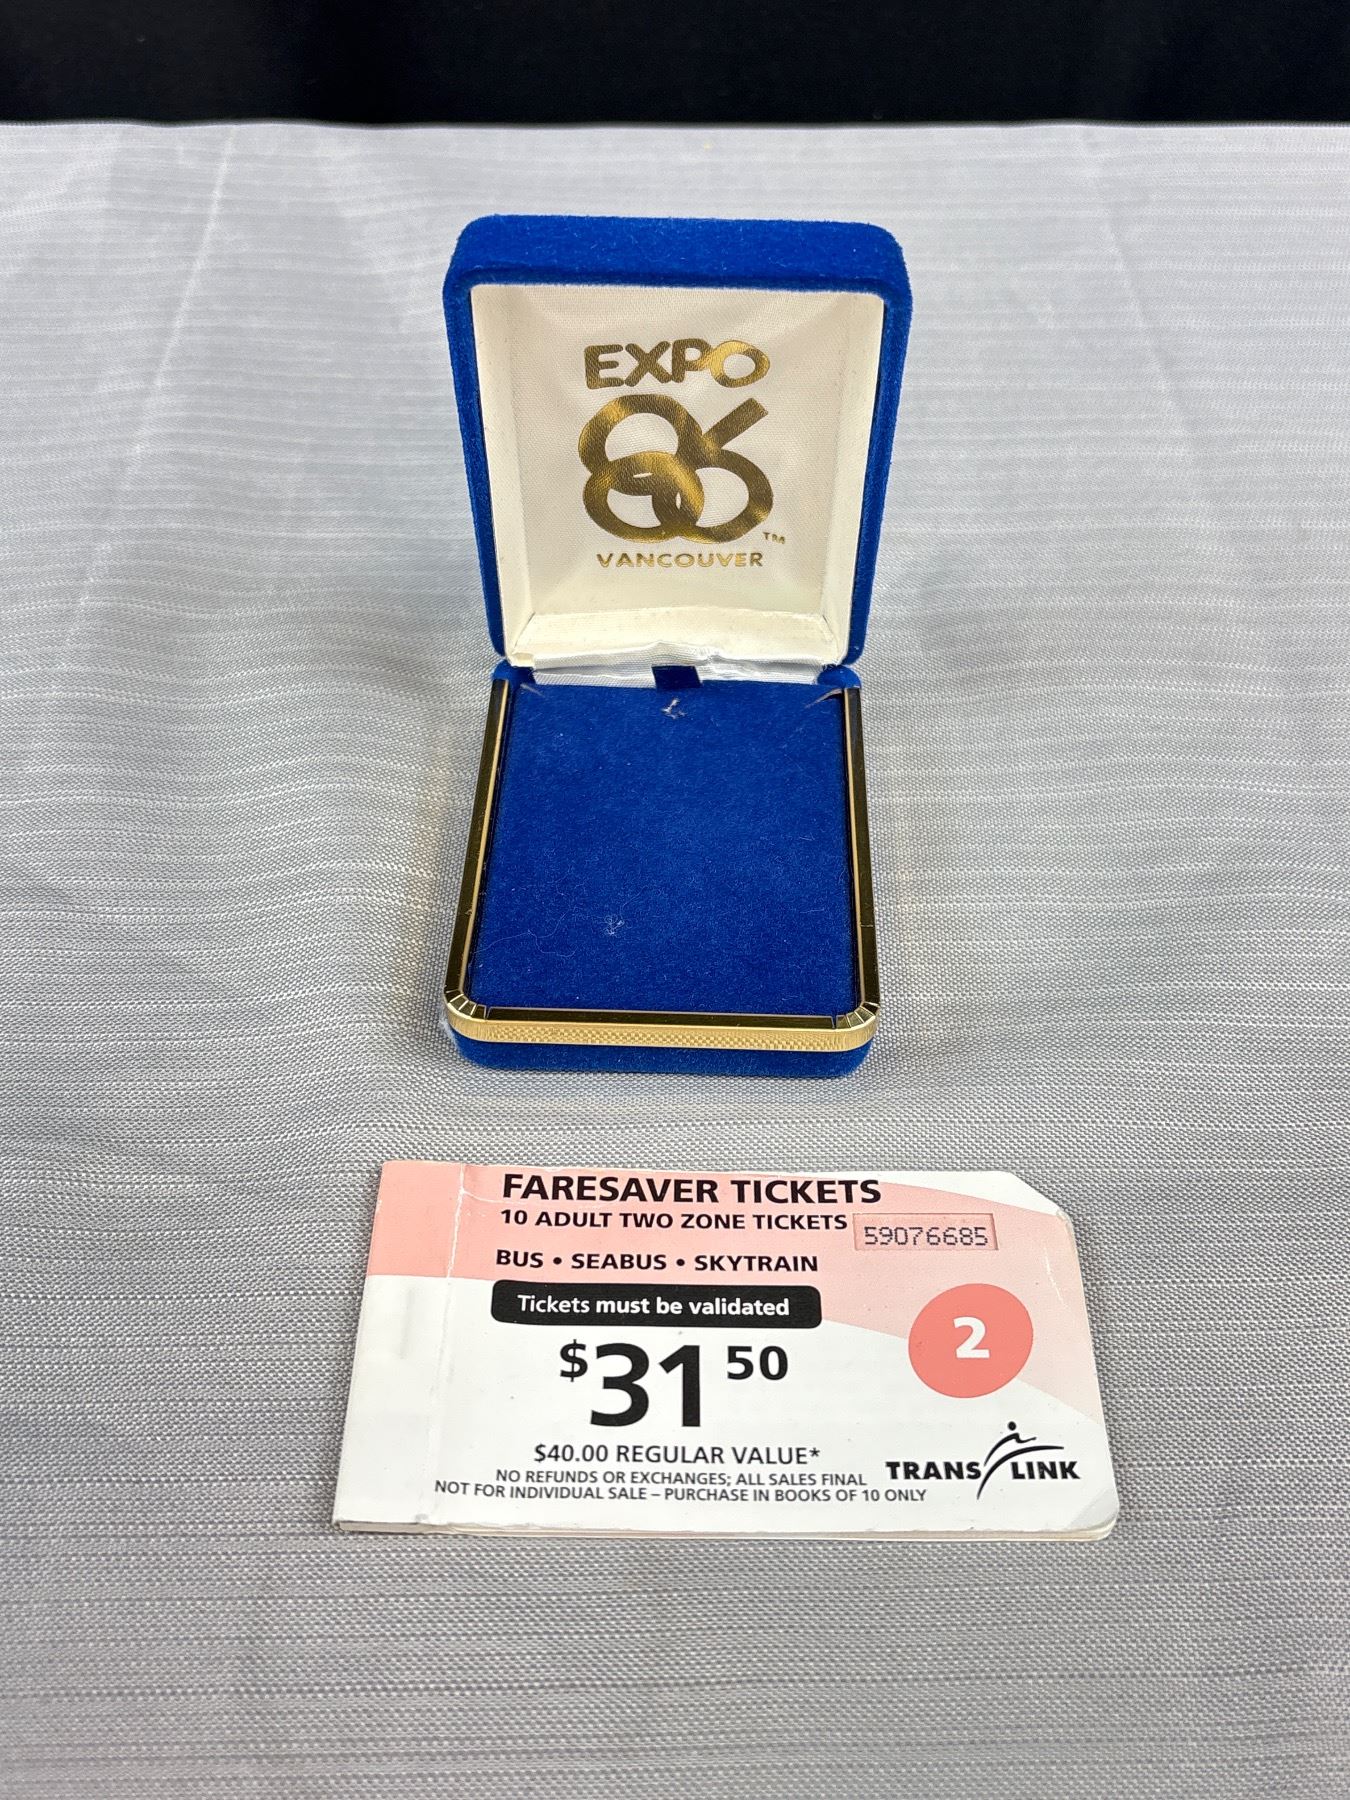 EXPO
86
TM
VANCOUVER
FARESAVER TICKETS
10 ADULT TWO ZONE TICKETS 59076685
BUS • SEABUS • SKYTRAIN
Tickets must be validated
2
$31 50
$40.00 REGULAR VALUE*
NO REFUNDS OR EXCHANGES; ALL SALES FINAL
NOT FOR INDIVIDUAL SALE – PURCHASE IN BOOKS OF 10 ONLY
TRANS LINK